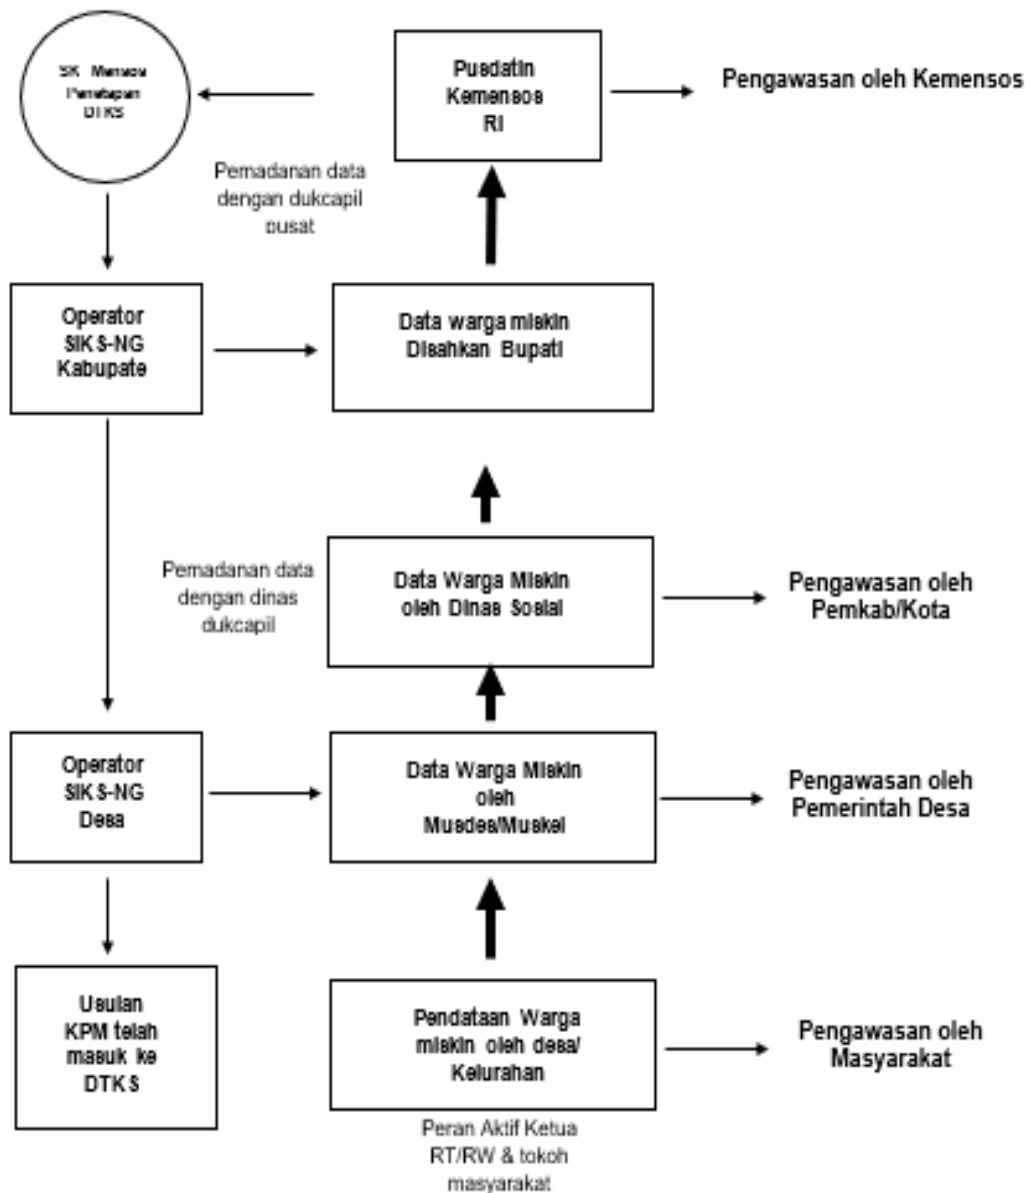 SK Mensos
Penetapan
DTKS
Pusdatin
Kemensos
RI
Pengawasan oleh Kemensos
Pemadanan data
dengan dukcapil
pusat
Operator
SIKS-NG
Kabupate
Data warga miskin
Disahkan Bupati
Pemadanan data
dengan dinas
dukcapil
Data Warga Miskin
oleh Dinas Sosial
Pengawasan oleh
Pemkab/Kota
Operator
SIKS-NG
Desa
Data Warga Miskin
oleh
Musdes/Muskel
Pengawasan oleh
Pemerintah Desa
Usulan
KPM telah
masuk ke
DTKS
Pendataan Warga
miskin oleh desa/
Kelurahan
Pengawasan oleh
Masyarakat
Peran Aktif Ketua
RT/RW & tokoh
masyarakat